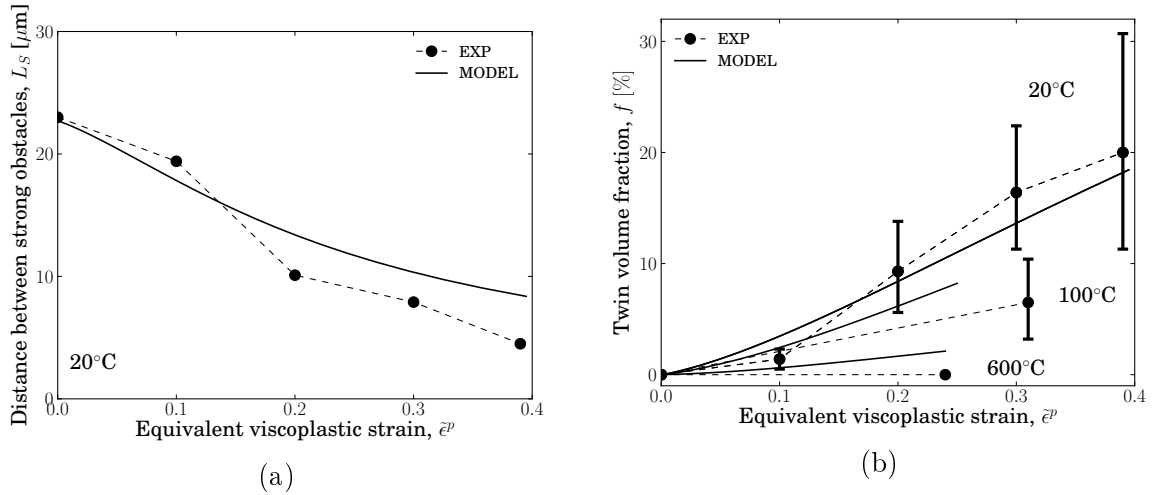 Distance between strong obstacles, L_S [μm]
30
20
10
0
0.0 0.1 0.2 0.3 0.4
EXP
MODEL
20°C
Equivalent viscoplastic strain, ε̃^p
(a)
Twin volume fraction, f [%]
30
20
10
0
0.0 0.1 0.2 0.3 0.4
EXP
MODEL
20°C
100°C
600°C
Equivalent viscoplastic strain, ε̃^p
(b)